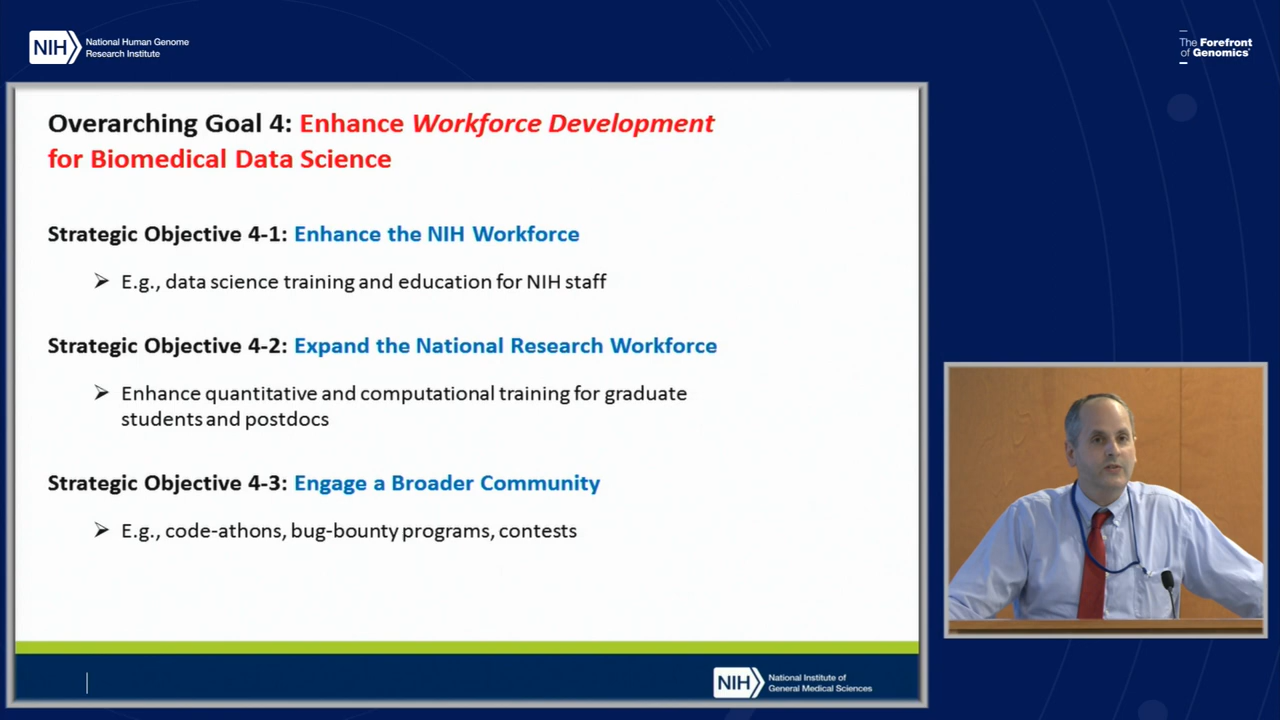 NIH National Human Genome
Research Institute
The Forefront
of Genomics®
Overarching Goal 4: Enhance Workforce Development
for Biomedical Data Science
Strategic Objective 4-1: Enhance the NIH Workforce
➢ E.g., data science training and education for NIH staff
Strategic Objective 4-2: Expand the National Research Workforce
➢ Enhance quantitative and computational training for graduate
students and postdocs
Strategic Objective 4-3: Engage a Broader Community
➢ E.g., code-athons, bug-bounty programs, contests
NIH National Institute of
General Medical Sciences